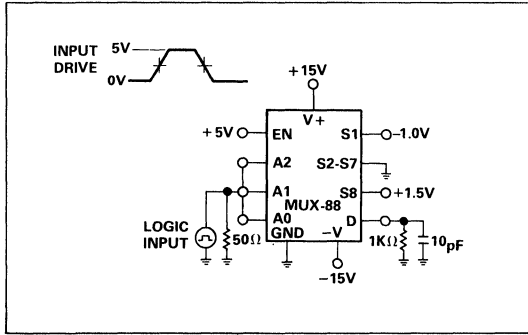 INPUT DRIVE
5V
0V
+15V
V+
+5V
EN
S1
-1.0V
A2
S2-S7
A1
S8
+1.5V
MUX-88
LOGIC INPUT
50Ω
A0
D
GND
-V
1KΩ
10pF
-15V